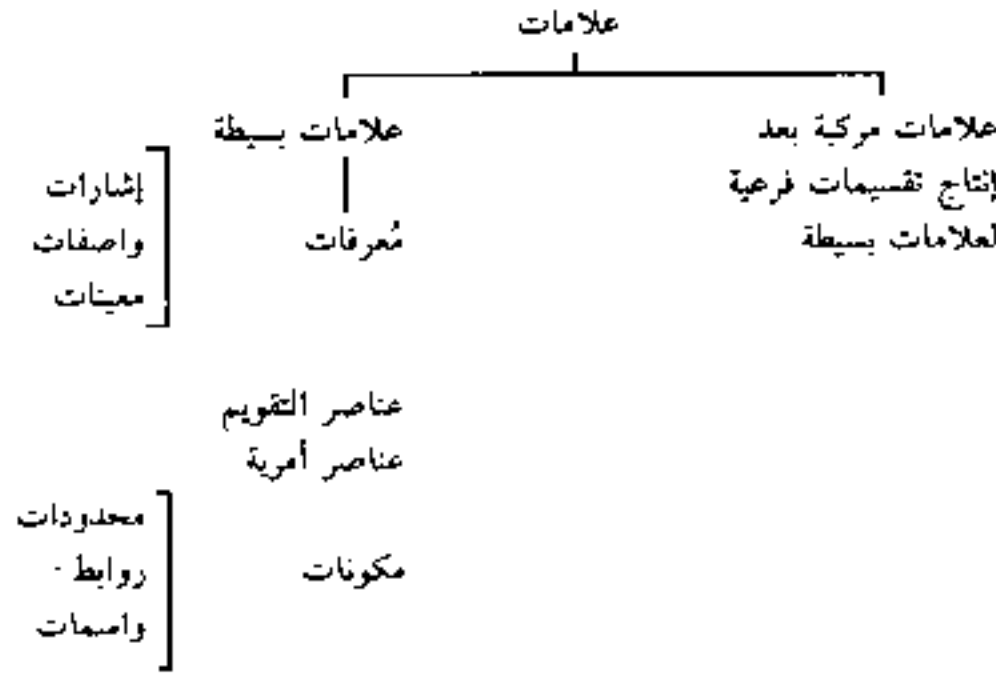 علامات
علامات مركبة بعد
إنتاج تقسيمات فرعية
لعلامات بسيطة
علامات بسيطة
مُعرفات
إشارات
واصفات
معينات
عناصر التقويم
عناصر أمرية
مكونات
محدودات
روابط -
واسمات